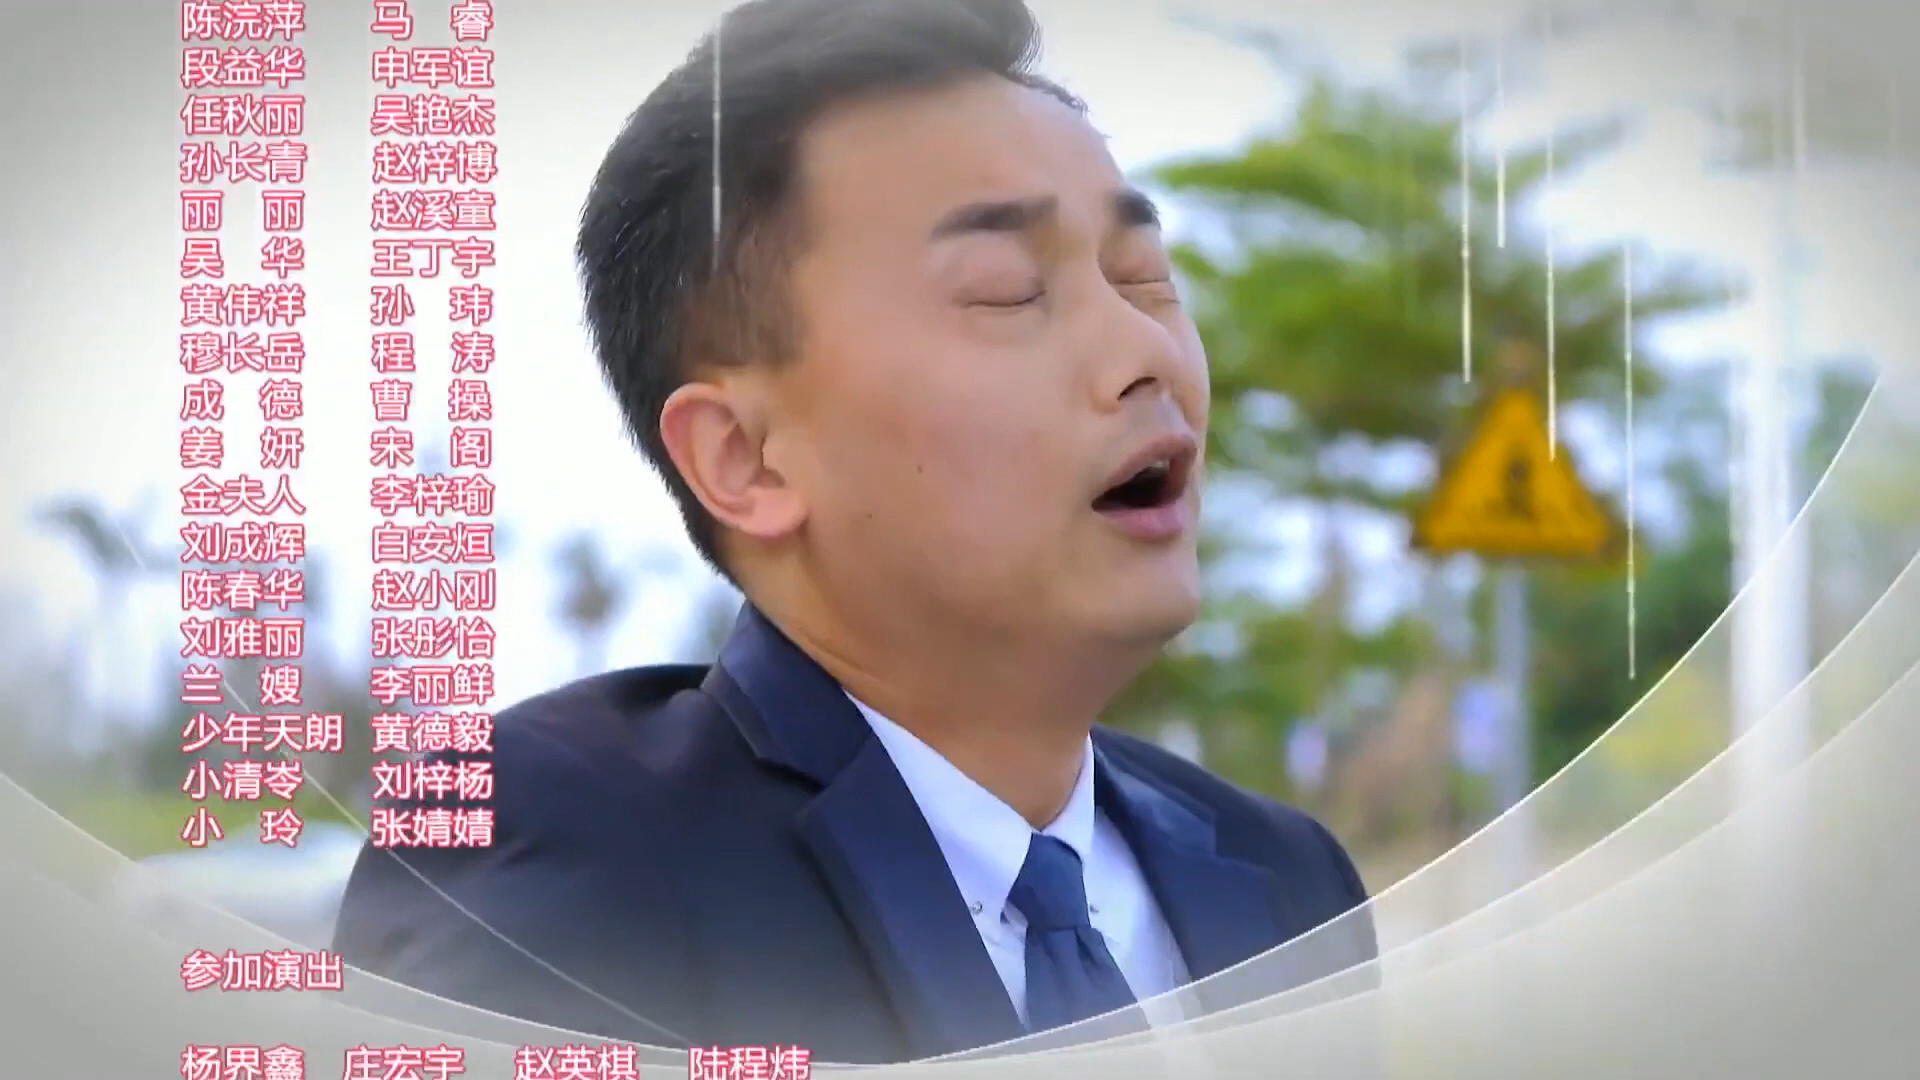 陈浣萍 马睿
段益华 申军谊
任秋丽 吴艳杰
孙长青 赵梓博
丽丽 赵溪童
吴华 王丁宇
黄伟祥 孙玮
穆长岳 程涛
成德 曹操
姜妍 宋阁
金夫人 李梓瑜
刘成辉 白安烜
陈春华 赵小刚
刘雅丽 张彤怡
兰嫂 李丽鲜
少年天朗 黄德毅
小清岑 刘梓杨
小玲 张婧婧
参加演出
杨界鑫 庄宏宇 赵英棋 陆程炜